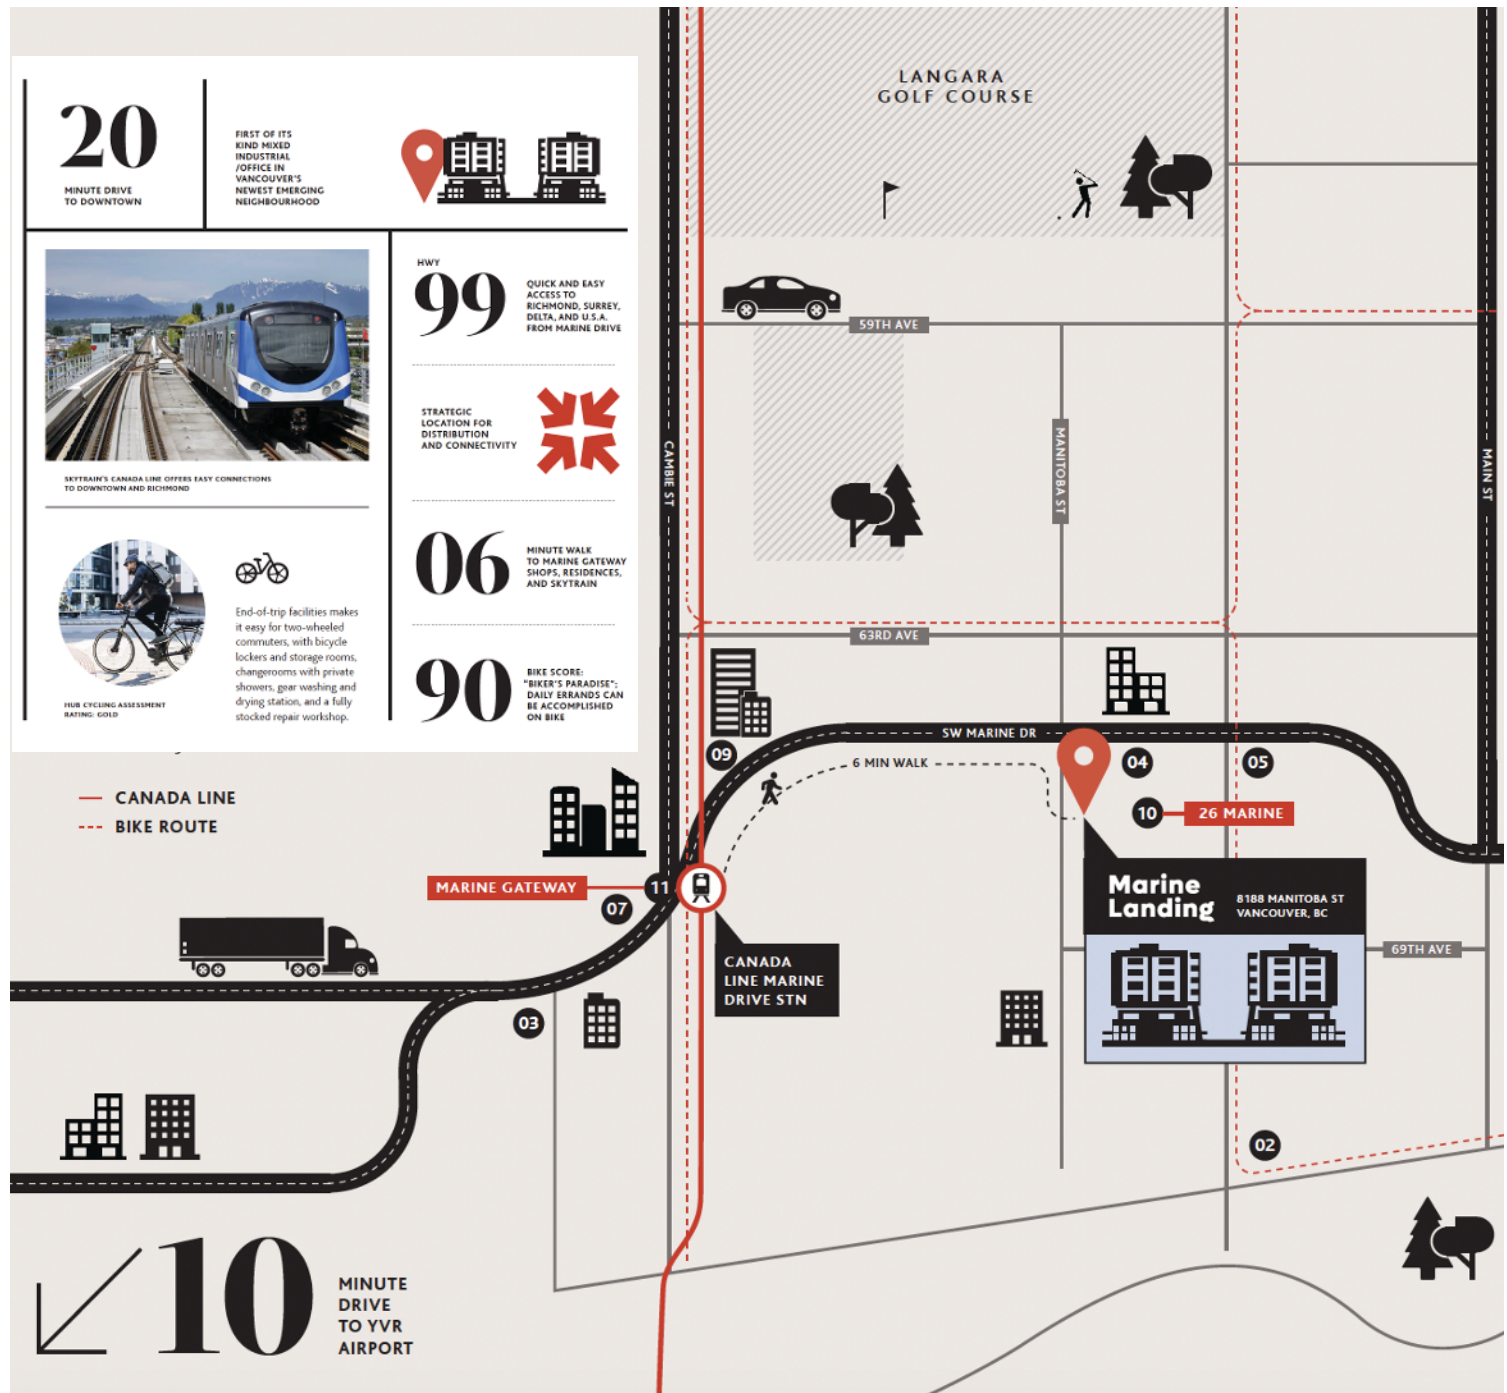 20
MINUTE DRIVE
TO DOWNTOWN
FIRST OF ITS
KIND MIXED
INDUSTRIAL
/OFFICE IN
VANCOUVER'S
NEWEST EMERGING
NEIGHBOURHOOD
SKYTRAIN'S CANADA LINE OFFERS EASY CONNECTIONS
TO DOWNTOWN AND RICHMOND
HUB CYCLING ASSESSMENT
RATING: GOLD
End-of-trip facilities makes
it easy for two-wheeled
commuters, with bicycle
lockers and storage rooms,
changerooms with private
showers, gear washing and
drying station, and a fully
stocked repair workshop.
HWY
99
QUICK AND EASY
ACCESS TO
RICHMOND, SURREY,
DELTA, AND U.S.A.
FROM MARINE DRIVE
STRATEGIC
LOCATION FOR
DISTRIBUTION
AND CONNECTIVITY
06
MINUTE WALK
TO MARINE GATEWAY
SHOPS, RESIDENCES,
AND SKYTRAIN
90
BIKE SCORE:
"BIKER'S PARADISE";
DAILY ERRANDS CAN
BE ACCOMPLISHED
ON BIKE
CANADA LINE
BIKE ROUTE
LANGARA
GOLF COURSE
59TH AVE
CAMBIE ST
MANITOBA ST
MAIN ST
63RD AVE
SW MARINE DR
09
6 MIN WALK
04
05
10
26 MARINE
MARINE GATEWAY
11
07
Marine
Landing
8188 MANITOBA ST
VANCOUVER, BC
69TH AVE
CANADA
LINE MARINE
DRIVE STN
03
02
10
MINUTE
DRIVE
TO YVR
AIRPORT